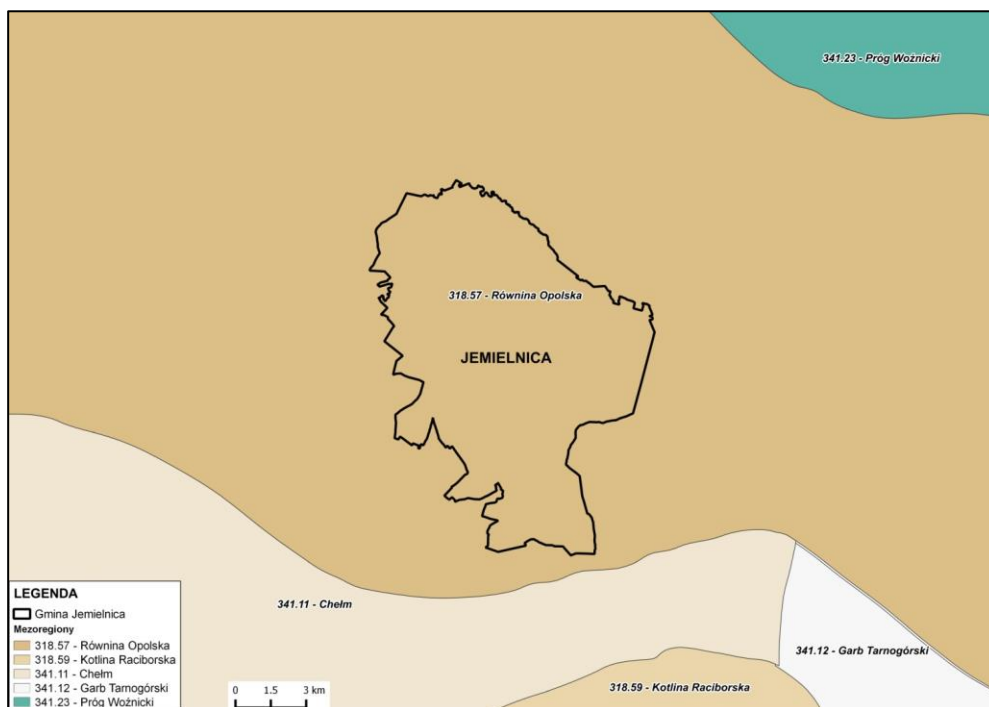 341.23 - Próg Woźnicki
318.57 - Równina Opolska
JEMIELNICA
341.11 - Chełm
341.12 - Garb Tarnogórski
318.59 - Kotlina Raciborska
LEGENDA
Gmina Jemielnica
Mezoregiony
318.57 - Równina Opolska
318.59 - Kotlina Raciborska
341.11 - Chełm
341.12 - Garb Tarnogórski
341.23 - Próg Woźnicki
0 1.5 3 km